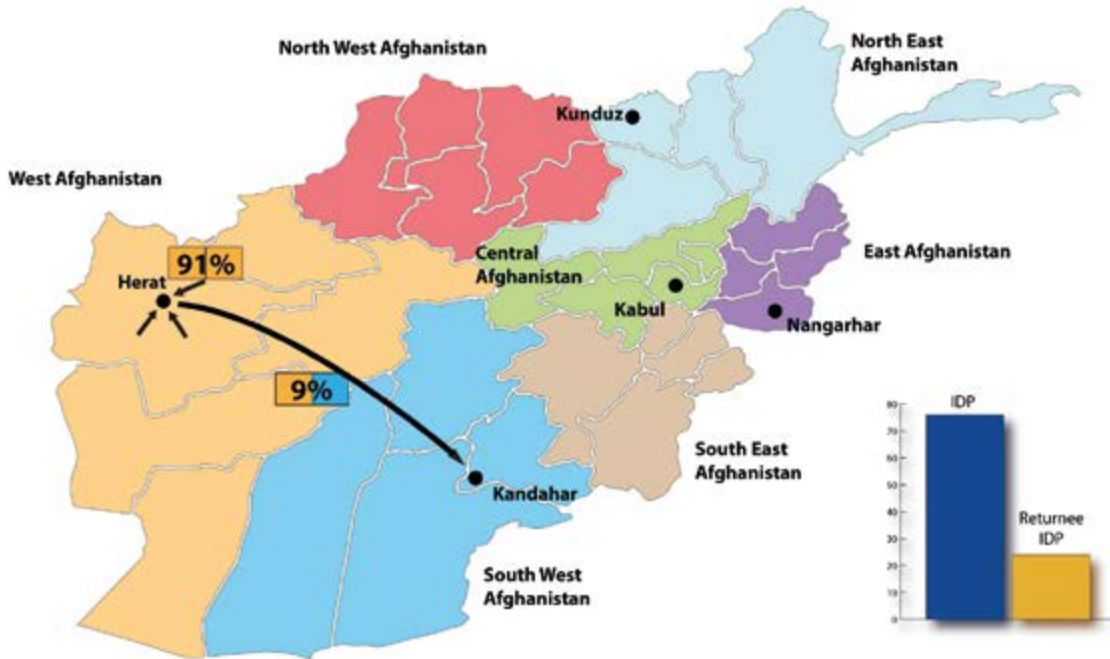 North West Afghanistan
North East
Afghanistan
Kunduz
West Afghanistan
91%
Herat
Central
Afghanistan
East Afghanistan
Kabul
Nangarhar
9%
South East
Afghanistan
Kandahar
South West
Afghanistan
IDP
Returnee
IDP
80
70
60
50
40
30
20
10
0